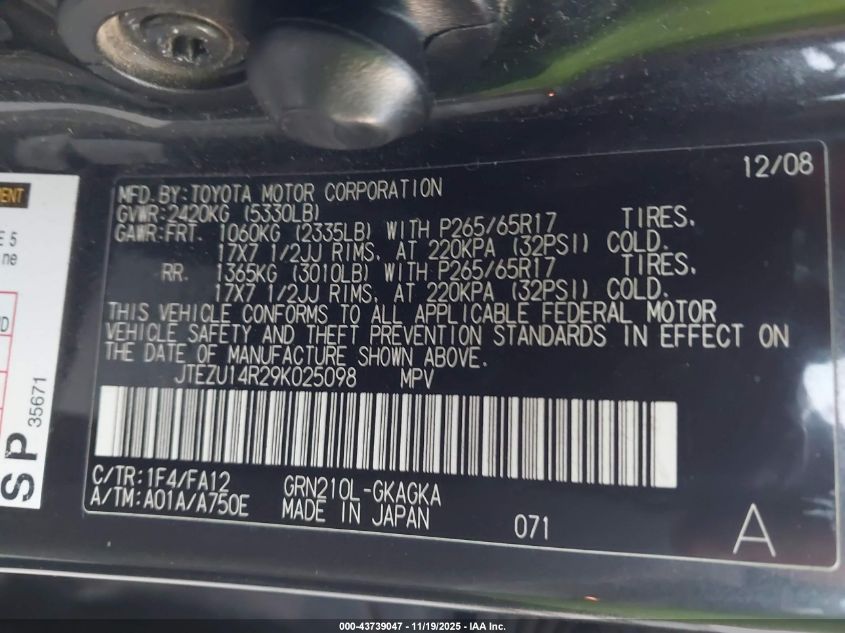 12/08
MFD.BY:TOYOTA MOTOR CORPORATION
GVWR:2420KG (5330LB)
GAWR:FRT. 1060KG (2335LB) WITH P265/65R17 TIRES,
17X7 1/2JJ RIMS, AT 220KPA (32PSI) COLD.
RR. 1365KG (3010LB) WITH P265/65R17 TIRES,
17X7 1/2JJ RIMS, AT 220KPA (32PSI) COLD.
THIS VEHICLE CONFORMS TO ALL APPLICABLE FEDERAL MOTOR
VEHICLE SAFETY AND THEFT PREVENTION STANDARDS IN EFFECT ON
THE DATE OF MANUFACTURE SHOWN ABOVE.
JTEZU14R29K025098 MPV
C/TR:1F4/FA12 GRN210L-GKAGKA
A/TM:A01A/A750E MADE IN JAPAN 071 A
E 5
ne
SP 35671
000-43739047 - 11/19/2025 - IAA Inc.